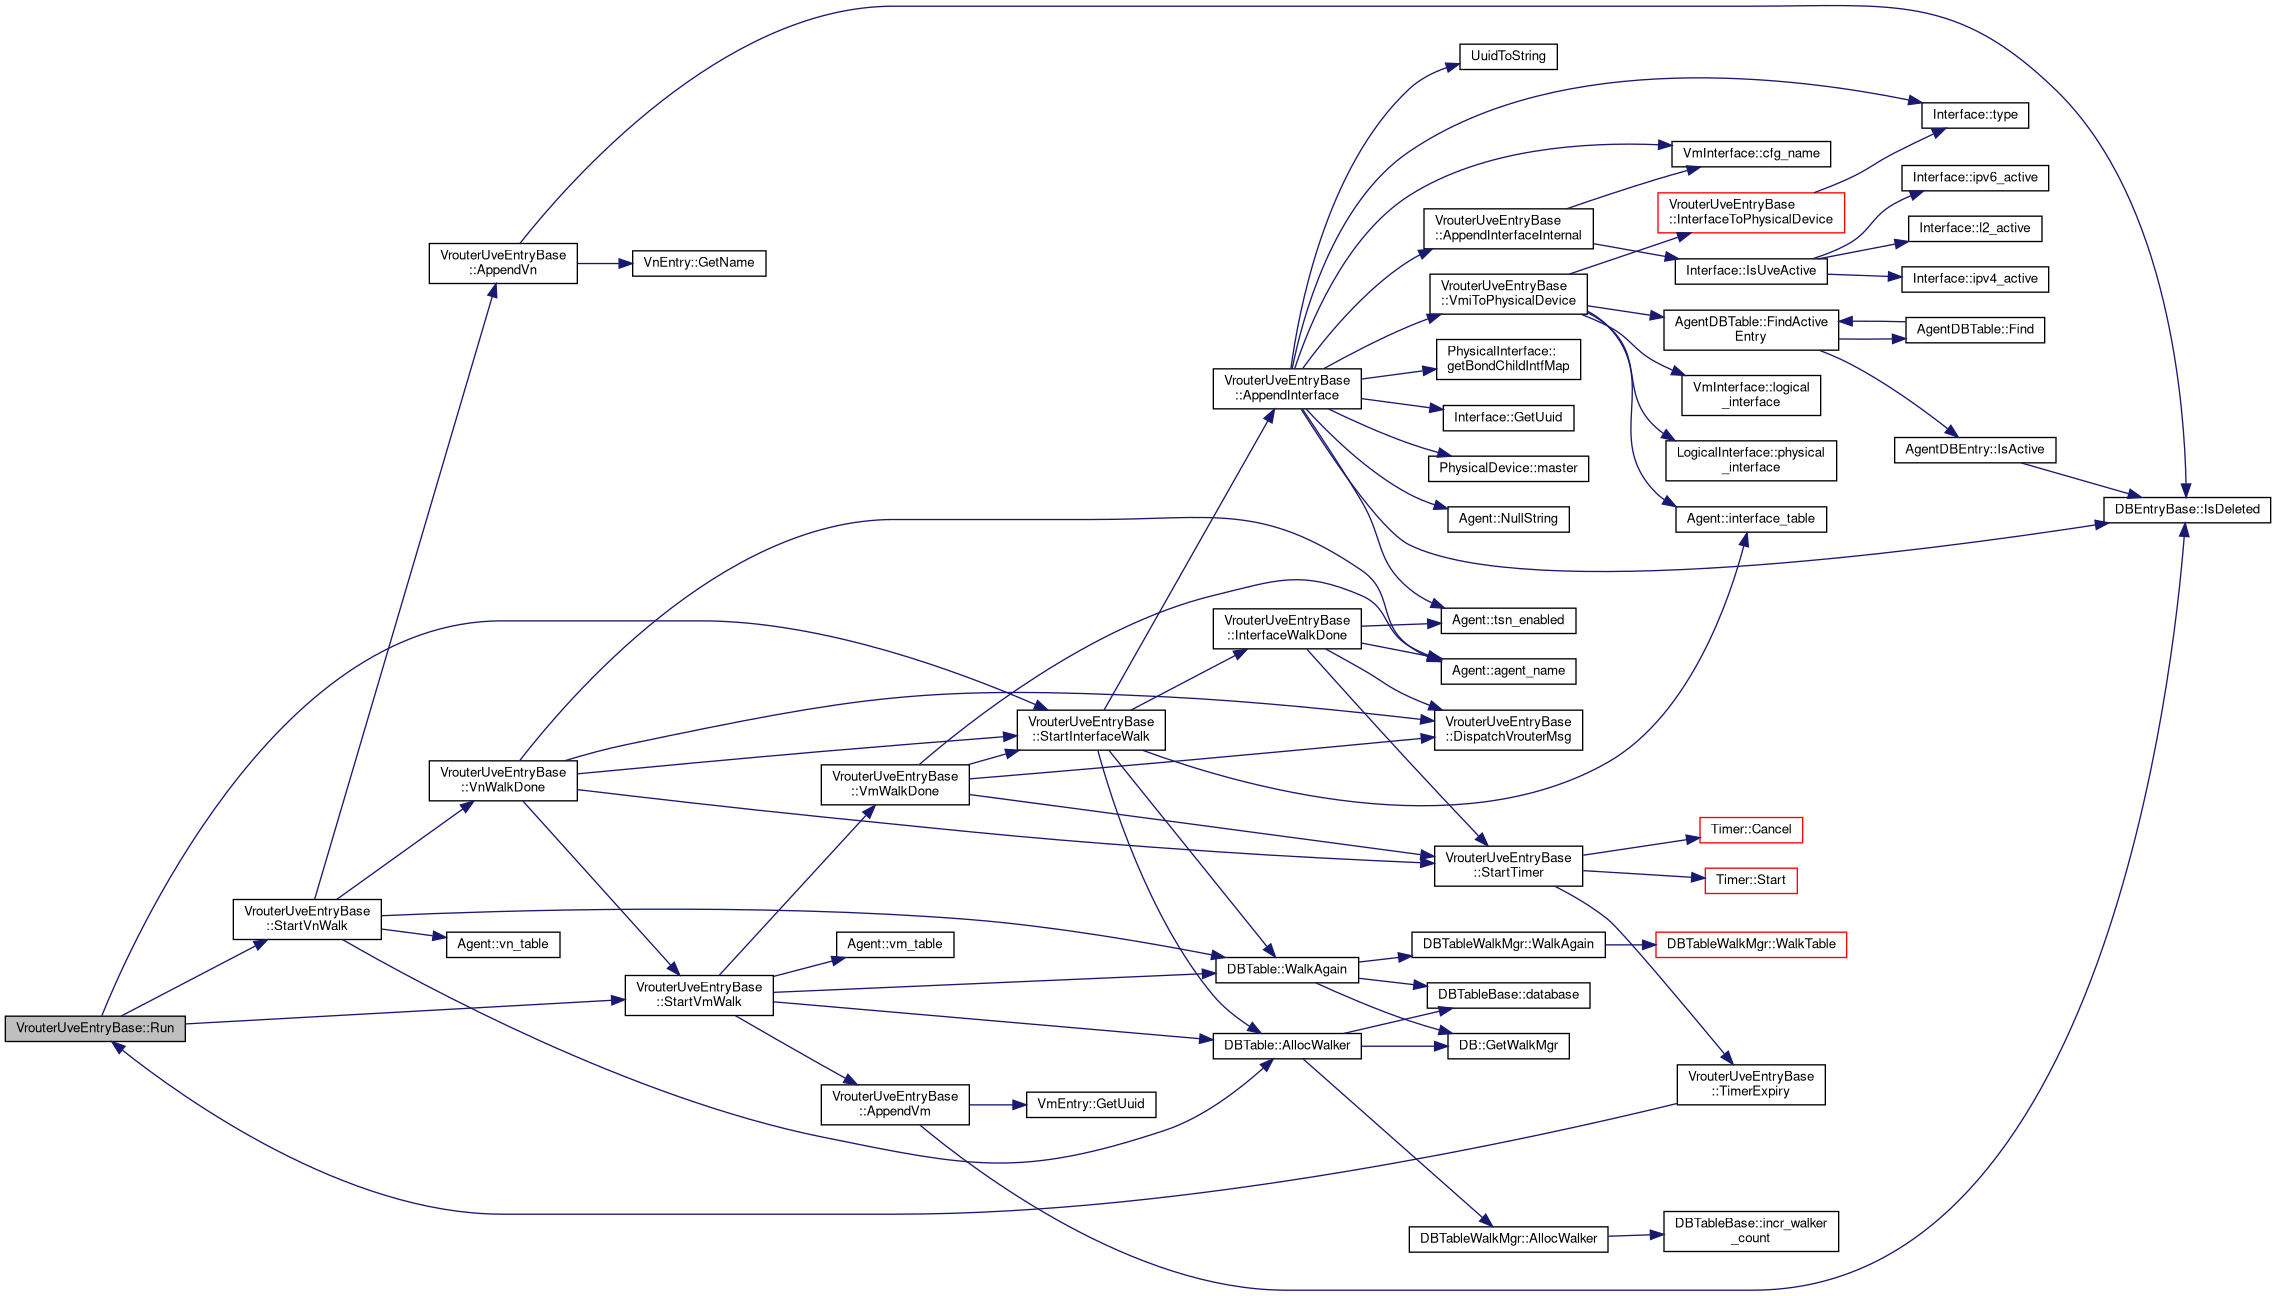 UuidToString
Interface::type
VmInterface::cfg_name
Interface::ipv6_active
VrouterUveEntryBase
::InterfaceToPhysicalDevice
VrouterUveEntryBase
::AppendInterfaceInternal
Interface::l2_active
VrouterUveEntryBase
::AppendVn
VnEntry::GetName
Interface::IsUveActive
Interface::ipv4_active
VrouterUveEntryBase
::VmiToPhysicalDevice
AgentDBTable::FindActive
Entry
AgentDBTable::Find
PhysicalInterface::
getBondChildIntfMap
VrouterUveEntryBase
::AppendInterface
VmInterface::logical
_interface
Interface::GetUuid
AgentDBEntry::IsActive
LogicalInterface::physical
_interface
PhysicalDevice::master
DBEntryBase::IsDeleted
Agent::NullString
Agent::interface_table
Agent::tsn_enabled
VrouterUveEntryBase
::InterfaceWalkDone
Agent::agent_name
VrouterUveEntryBase
::StartInterfaceWalk
VrouterUveEntryBase
::DispatchVrouterMsg
VrouterUveEntryBase
::VnWalkDone
VrouterUveEntryBase
::VmWalkDone
Timer::Cancel
VrouterUveEntryBase
::StartTimer
Timer::Start
VrouterUveEntryBase
::StartVnWalk
Agent::vn_table
Agent::vm_table
DBTableWalkMgr::WalkAgain
DBTableWalkMgr::WalkTable
DBTable::WalkAgain
VrouterUveEntryBase
::StartVmWalk
DBTableBase::database
VrouterUveEntryBase::Run
DBTable::AllocWalker
DB::GetWalkMgr
VrouterUveEntryBase
::TimerExpiry
VrouterUveEntryBase
::AppendVm
VmEntry::GetUuid
DBTableWalkMgr::AllocWalker
DBTableBase::incr_walker
_count